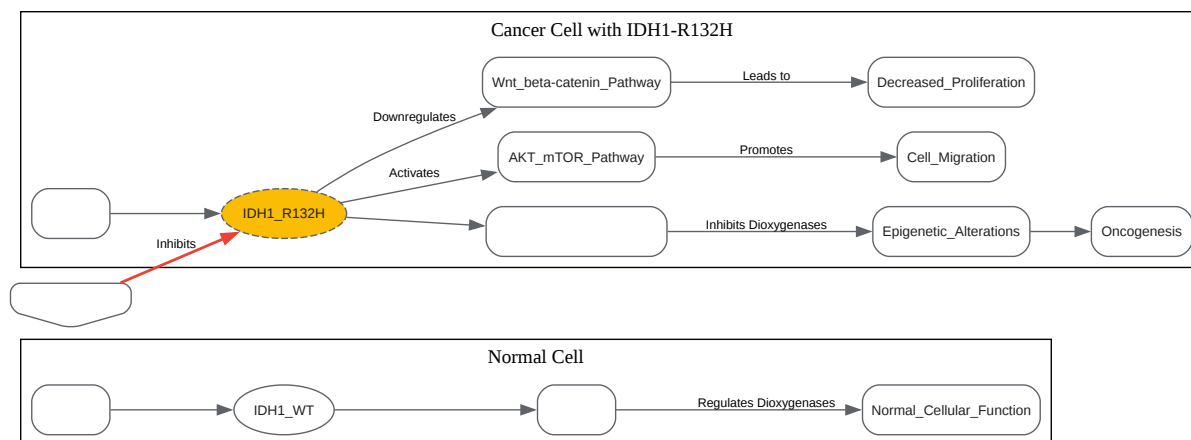 Cancer Cell with IDH1-R132H
Wnt_beta-catenin_Pathway
Leads to
Decreased_Proliferation
Downregulates
AKT_mTOR_Pathway
Promotes
Cell_Migration
Activates
IDH1_R132H
Inhibits Dioxygenases
Epigenetic_Alterations
Oncogenesis
Inhibits
Normal Cell
IDH1_WT
Regulates Dioxygenases
Normal_Cellular_Function